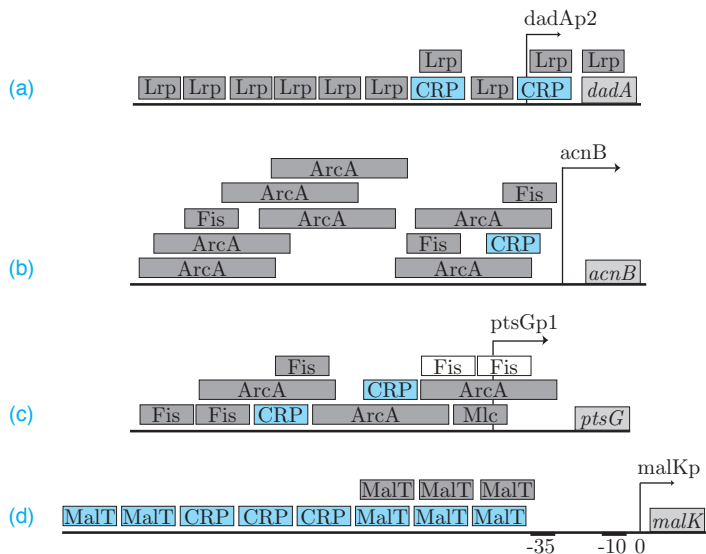 dadAp2
Lrp Lrp Lrp
(a) Lrp Lrp Lrp Lrp Lrp Lrp CRP Lrp CRP dadA
acnB
ArcA
ArcA Fis
Fis ArcA ArcA
ArcA Fis CRP
(b) ArcA ArcA acnB
ptsGp1
Fis Fis Fis
ArcA CRP ArcA
(c) Fis Fis CRP ArcA Mlc ptsG
malKp
MalT MalT MalT
(d) MalT MalT CRP CRP CRP MalT MalT MalT malK
-35 -10 0